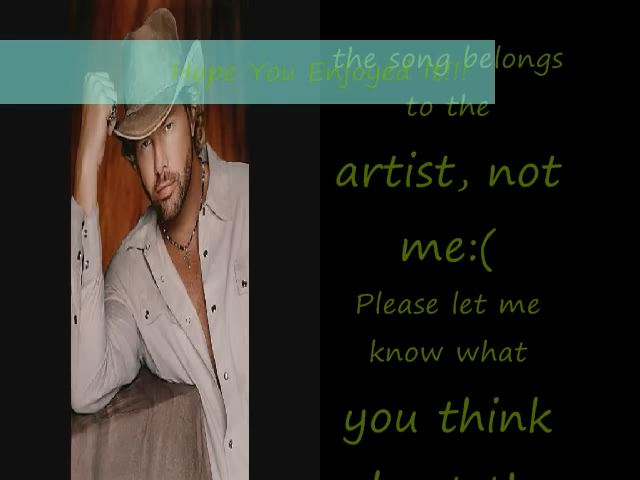 Hope You Enjoyed It!!!
the song belongs
to the
artist, not
me:(
Please let me
know what
you think